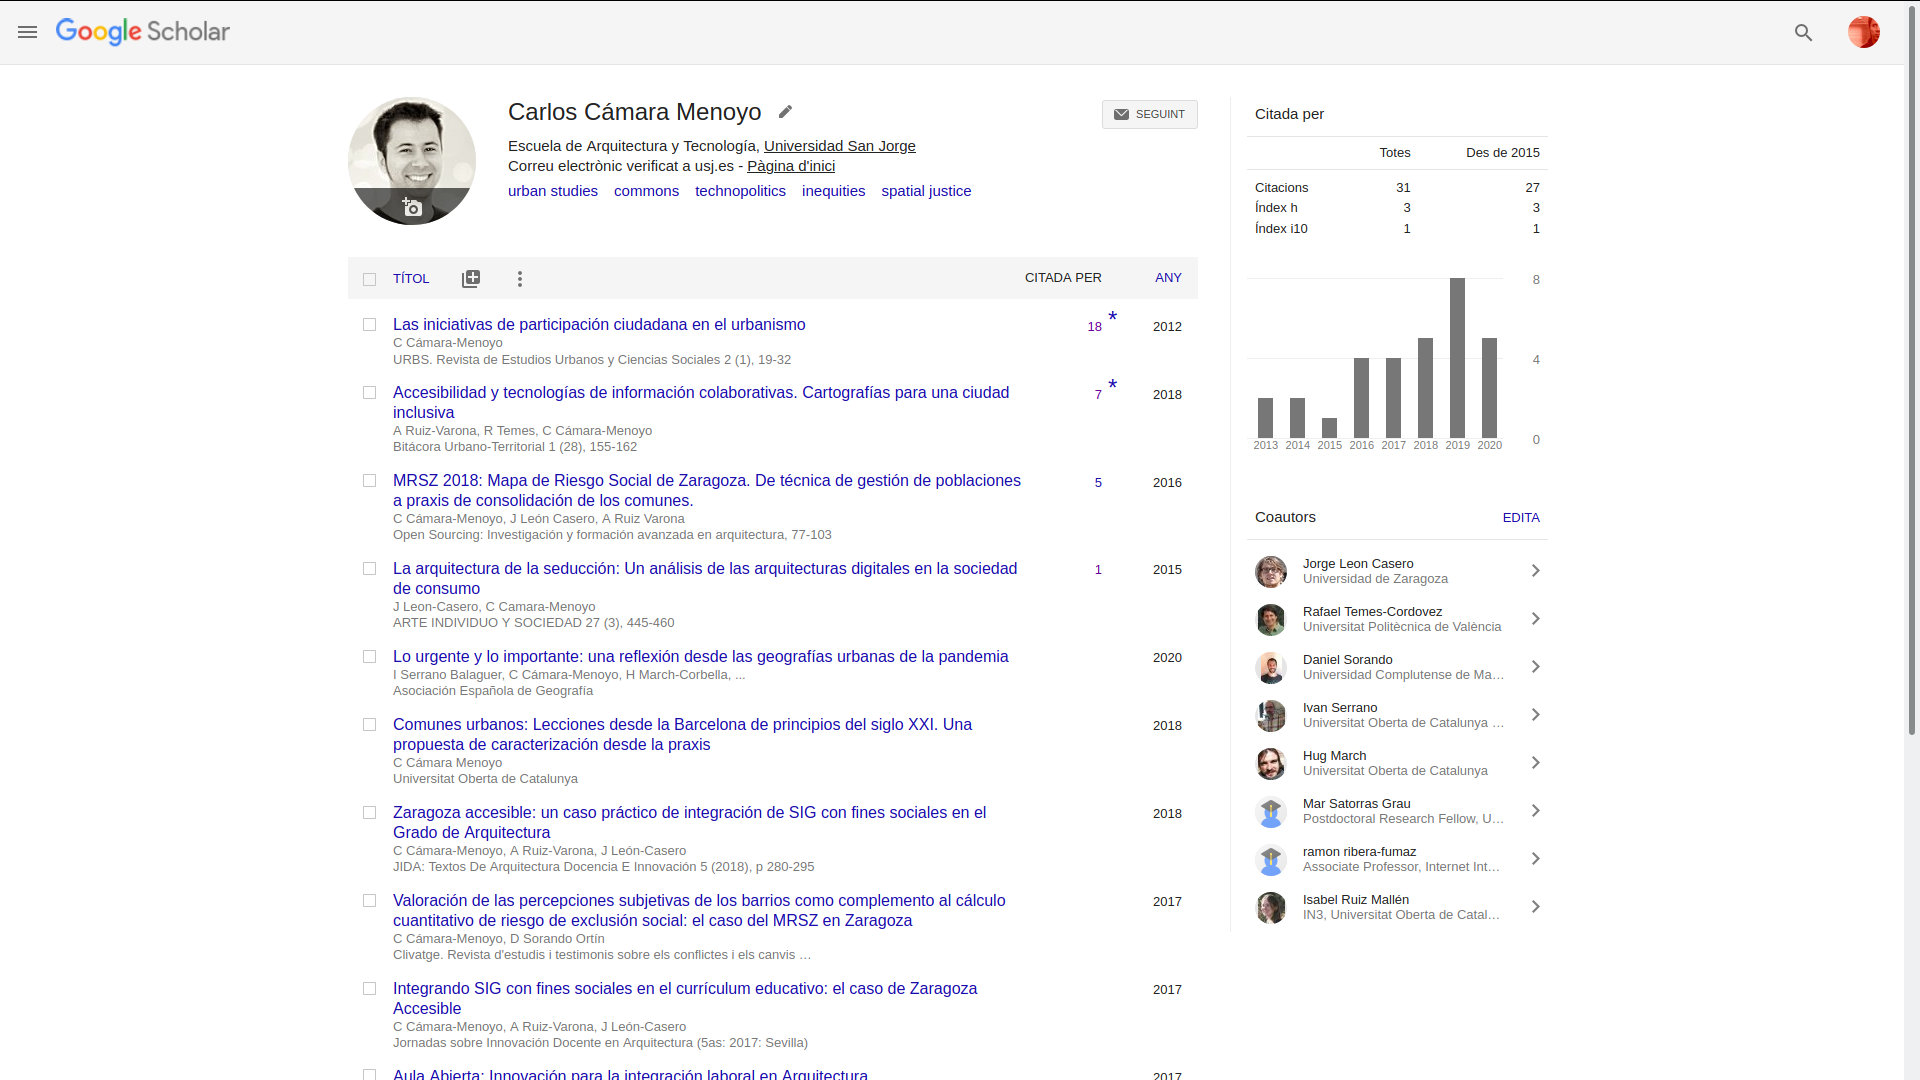 Google Scholar
Carlos Cámara Menoyo
SEGUINT
Escuela de Arquitectura y Tecnología, Universidad San Jorge
Correu electrònic verificat a usj.es - Pàgina d'inici
urban studies commons technopolitics inequities spatial justice
TÍTOL CITADA PER ANY
Las iniciativas de participación ciudadana en el urbanismo 18 * 2012
C Cámara-Menoyo
URBS. Revista de Estudios Urbanos y Ciencias Sociales 2 (1), 19-32
Accesibilidad y tecnologías de información colaborativas. Cartografías para una ciudad 7 * 2018
inclusiva
A Ruiz-Varona, R Temes, C Cámara-Menoyo
Bitácora Urbano-Territorial 1 (28), 155-162
MRSZ 2018: Mapa de Riesgo Social de Zaragoza. De técnica de gestión de poblaciones 5 2016
a praxis de consolidación de los comunes.
C Cámara-Menoyo, J León Casero, A Ruiz Varona
Open Sourcing: Investigación y formación avanzada en arquitectura, 77-103
La arquitectura de la seducción: Un análisis de las arquitecturas digitales en la sociedad 1 2015
de consumo
J Leon-Casero, C Camara-Menoyo
ARTE INDIVIDUO Y SOCIEDAD 27 (3), 445-460
Lo urgente y lo importante: una reflexión desde las geografías urbanas de la pandemia 2020
I Serrano Balaguer, C Cámara-Menoyo, H March-Corbella, ...
Asociación Española de Geografía
Comunes urbanos: Lecciones desde la Barcelona de principios del siglo XXI. Una 2018
propuesta de caracterización desde la praxis
C Cámara Menoyo
Universitat Oberta de Catalunya
Zaragoza accesible: un caso práctico de integración de SIG con fines sociales en el 2018
Grado de Arquitectura
C Cámara-Menoyo, A Ruiz-Varona, J León-Casero
JIDA: Textos De Arquitectura Docencia E Innovación 5 (2018), p 280-295
Valoración de las percepciones subjetivas de los barrios como complemento al cálculo 2017
cuantitativo de riesgo de exclusión social: el caso del MRSZ en Zaragoza
C Cámara-Menoyo, D Sorando Ortín
Clivatge. Revista d'estudis i testimonis sobre els conflictes i els canvis …
Integrando SIG con fines sociales en el currículum educativo: el caso de Zaragoza 2017
Accesible
C Cámara-Menoyo, A Ruiz-Varona, J León-Casero
Jornadas sobre Innovación Docente en Arquitectura (5as: 2017: Sevilla)
Aula Abierta: Innovación para la integración laboral en Arquitectura 2017
Citada per
Totes Des de 2015
Citacions 31 27
Índex h 3 3
Índex i10 1 1
8
4
0
2013 2014 2015 2016 2017 2018 2019 2020
Coautors EDITA
Jorge Leon Casero
Universidad de Zaragoza
Rafael Temes-Cordovez
Universitat Politècnica de València
Daniel Sorando
Universidad Complutense de Ma…
Ivan Serrano
Universitat Oberta de Catalunya …
Hug March
Universitat Oberta de Catalunya
Mar Satorras Grau
Postdoctoral Research Fellow, U…
ramon ribera-fumaz
Associate Professor, Internet Int…
Isabel Ruiz Mallén
IN3, Universitat Oberta de Catal…